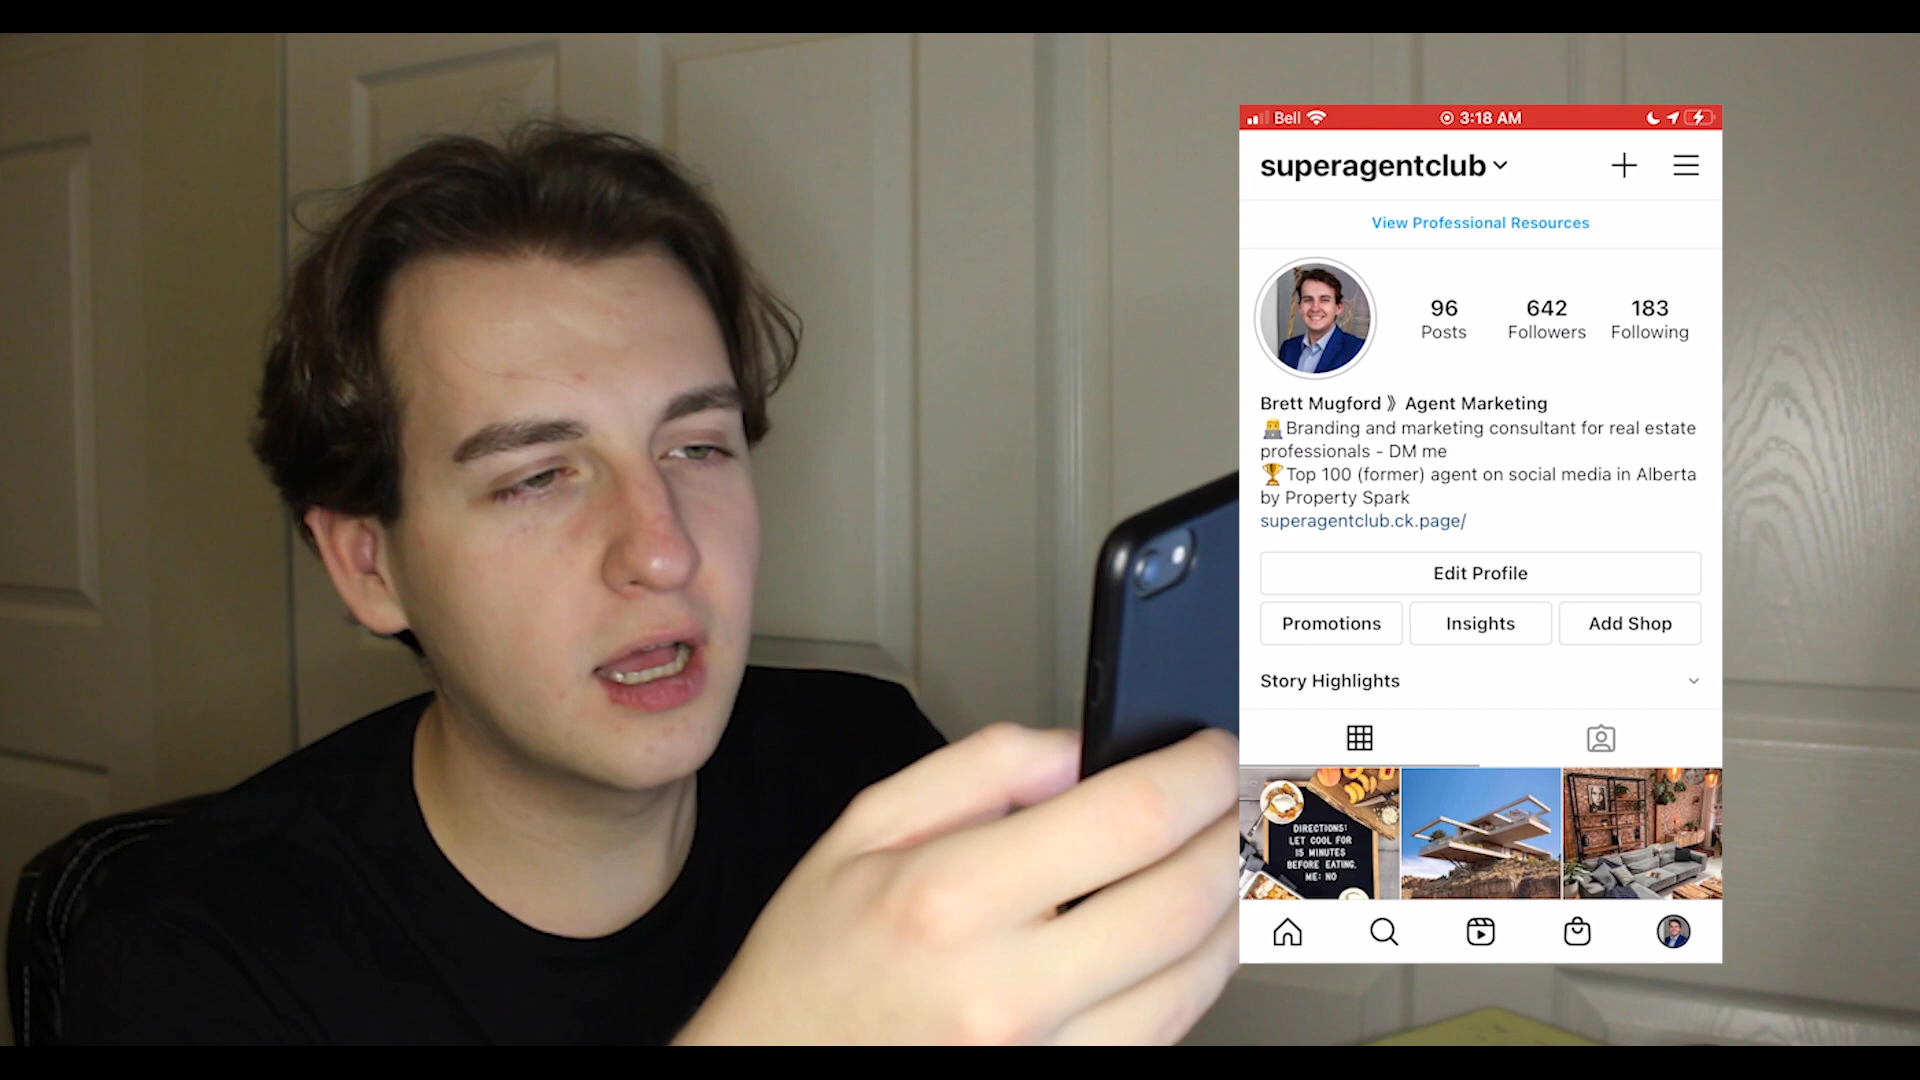 Bell 3:18 AM
superagentclub
View Professional Resources
96 642 183
Posts Followers Following
Brett Mugford 》 Agent Marketing
Branding and marketing consultant for real estate
professionals - DM me
Top 100 (former) agent on social media in Alberta
by Property Spark
superagentclub.ck.page/
Edit Profile
Promotions Insights Add Shop
Story Highlights
DIRECTIONS:
LET COOL FOR
15 MINUTES
BEFORE EATING.
ME: NO